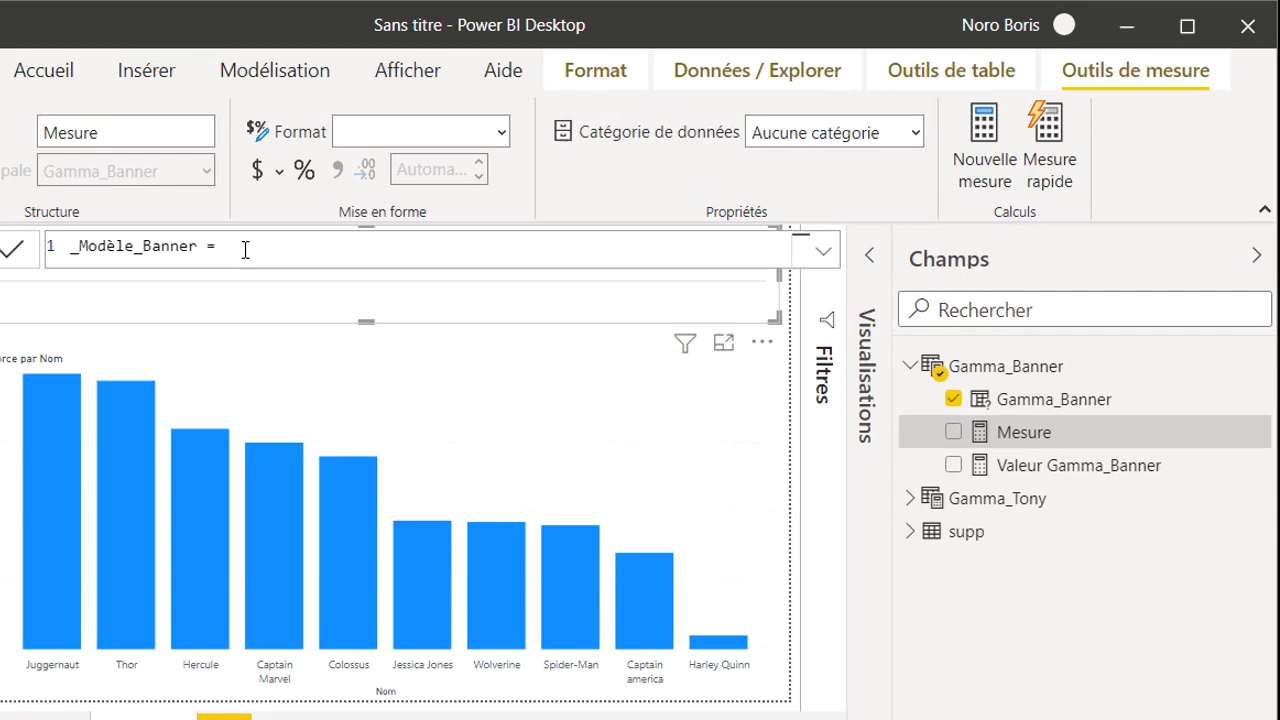 Sans titre - Power BI Desktop
Noro Boris
Accueil
Insérer
Modélisation
Afficher
Aide
Format
Données / Explorer
Outils de table
Outils de mesure
Mesure
$% Format
Catégorie de données
Aucune catégorie
Nouvelle mesure
Mesure rapide
pale
Gamma_Banner
$ % 9 .00
Automa...
Structure
Mise en forme
Propriétés
Calculs
1 _Modèle_Banner =
Champs
Rechercher
Visualisations
Filtres
Gamma_Banner
Gamma_Banner
Mesure
Valeur Gamma_Banner
Gamma_Tony
supp
orce par Nom
Juggernaut
Thor
Hercule
Captain Marvel
Colossus
Jessica Jones
Wolverine
Spider-Man
Captain america
Harley Quinn
Nom